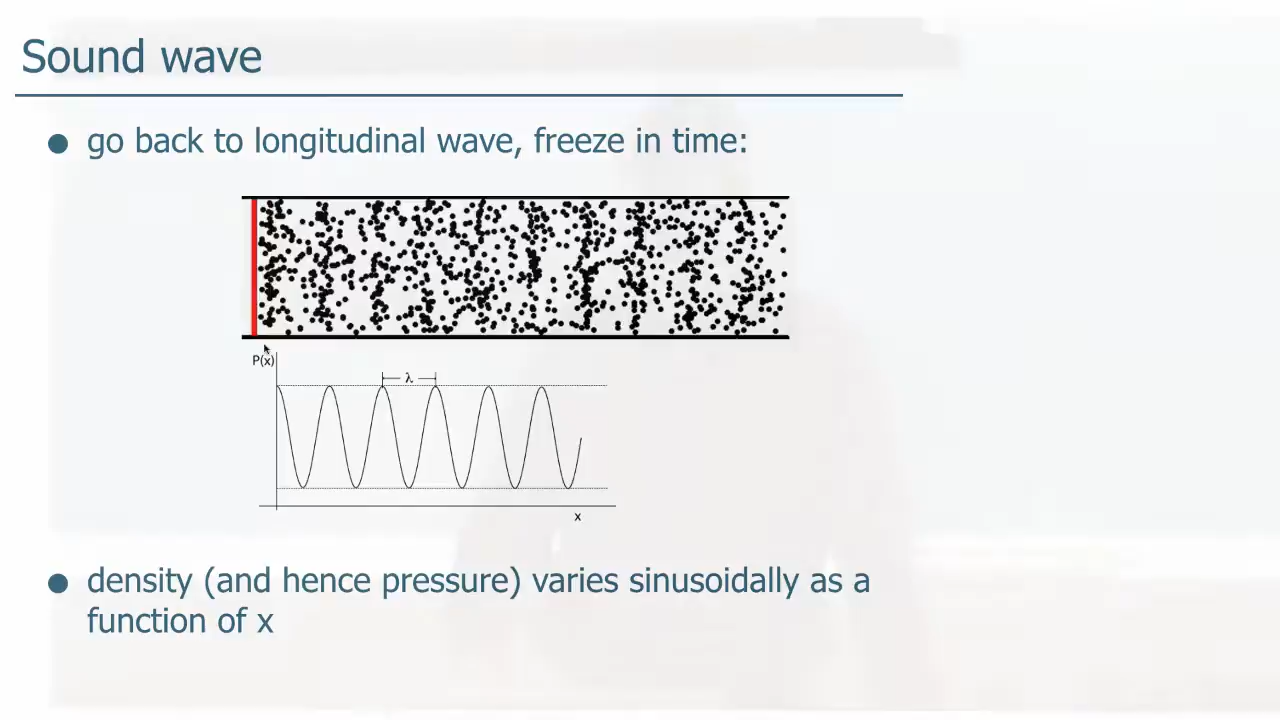 Sound wave
● go back to longitudinal wave, freeze in time:
P(x)
λ
x
● density (and hence pressure) varies sinusoidally as a
function of x